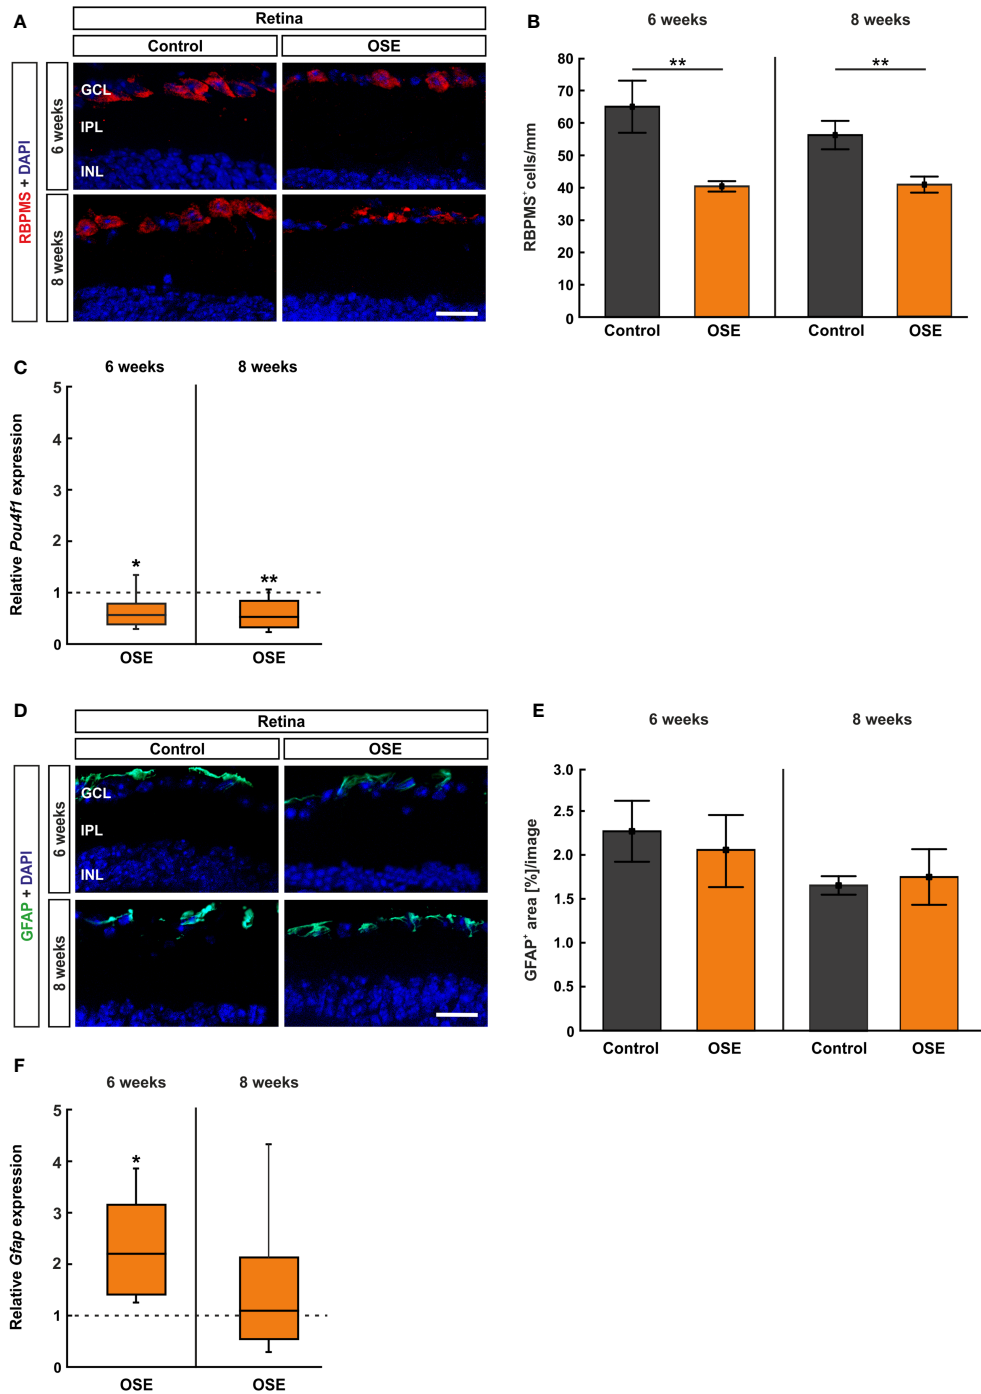 A
Retina
Control
OSE
RBPMS + DAPI
6 weeks
8 weeks
GCL
IPL
INL
B
6 weeks
8 weeks
RBPMS+ cells/mm
80
70
60
50
40
30
20
10
0
**
**
Control
OSE
Control
OSE
C
6 weeks
8 weeks
Relative Pou4f1 expression
5
4
3
2
1
0
*
**
OSE
OSE
D
Retina
Control
OSE
GFAP + DAPI
6 weeks
8 weeks
GCL
IPL
INL
E
6 weeks
8 weeks
GFAP+ area [%]/image
3.0
2.5
2.0
1.5
1.0
0.5
0
Control
OSE
Control
OSE
F
6 weeks
8 weeks
Relative Gfap expression
5
4
3
2
1
0
*
OSE
OSE